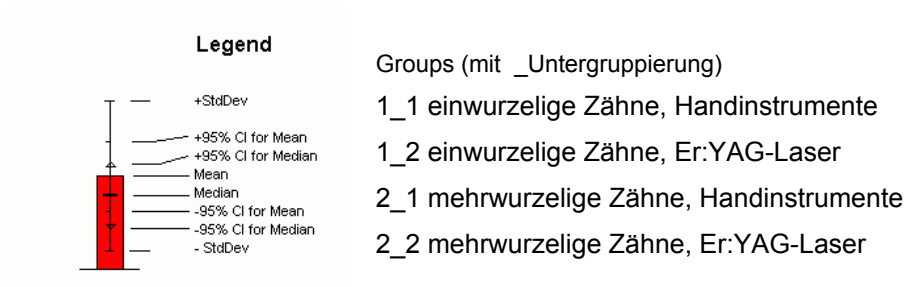 Legend
+StdDev
+95% CI for Mean
+95% CI for Median
Mean
Median
-95% CI for Mean
-95% CI for Median
- StdDev
Groups (mit _Untergruppierung)
1_1 einwurzelige Zähne, Handinstrumente
1_2 einwurzelige Zähne, Er:YAG-Laser
2_1 mehrwurzelige Zähne, Handinstrumente
2_2 mehrwurzelige Zähne, Er:YAG-Laser